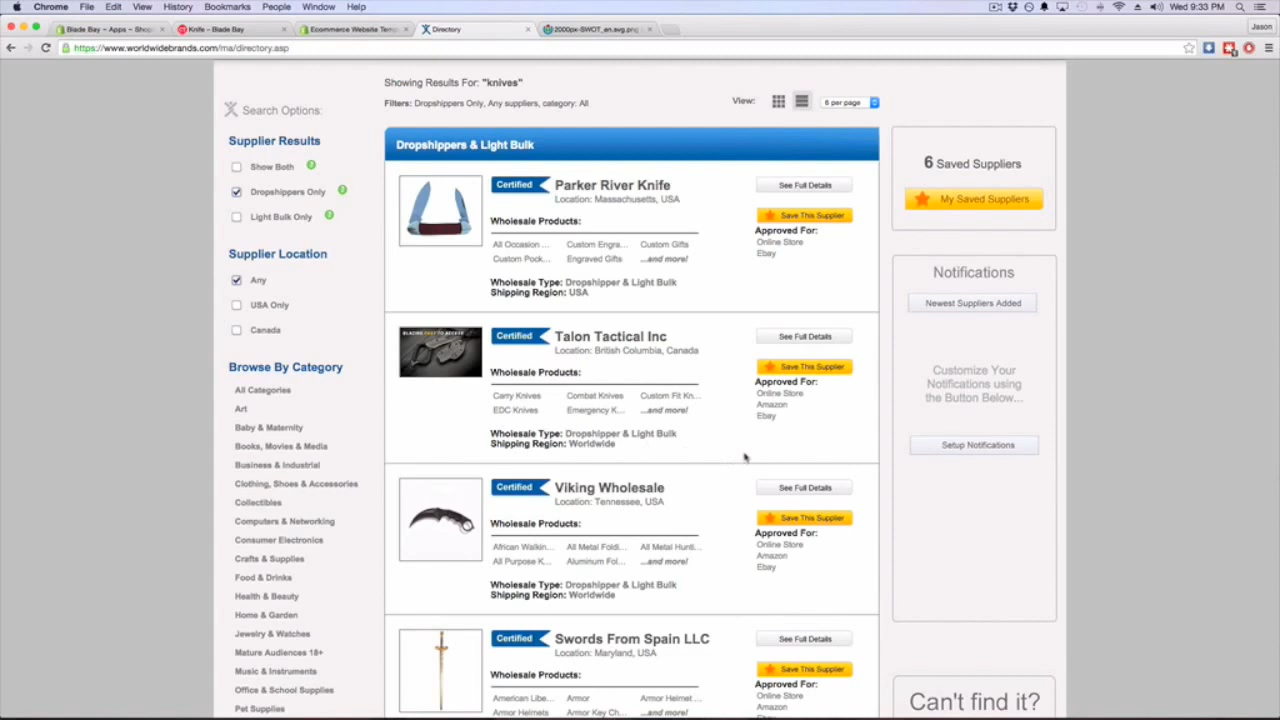 Chrome File Edit View History Bookmarks People Window Help
Wed 9:33 PM
Blade Bay ~ Apps ~ Shop
Knife – Blade Bay
Ecommerce Website Temp
Directory
2000px-SWOT_en.svg.png
Jason
https://www.worldwidebrands.com/ma/directory.asp
Showing Results For: "knives"
Filters: Dropshippers Only, Any suppliers, category: All
View:
6 per page
Search Options:
Supplier Results
Show Both
Dropshippers Only
Light Bulk Only
Supplier Location
Any
USA Only
Canada
Browse By Category
All Categories
Art
Baby & Maternity
Books, Movies & Media
Business & Industrial
Clothing, Shoes & Accessories
Collectibles
Computers & Networking
Consumer Electronics
Crafts & Supplies
Food & Drinks
Health & Beauty
Home & Garden
Jewelry & Watches
Mature Audiences 18+
Music & Instruments
Office & School Supplies
Pet Supplies
Dropshippers & Light Bulk
Certified
Parker River Knife
Location: Massachusetts, USA
Wholesale Products:
All Occasion ... Custom Engra... Custom Gifts
Custom Pock... Engraved Gifts ...and more!
Wholesale Type: Dropshipper & Light Bulk
Shipping Region: USA
See Full Details
Save This Supplier
Approved For:
Online Store
Ebay
Certified
Talon Tactical Inc
Location: British Columbia, Canada
Wholesale Products:
Carry Knives Combat Knives Custom Fit Kn...
EDC Knives Emergency K... ...and more!
Wholesale Type: Dropshipper & Light Bulk
Shipping Region: Worldwide
See Full Details
Save This Supplier
Approved For:
Online Store
Amazon
Ebay
Certified
Viking Wholesale
Location: Tennessee, USA
Wholesale Products:
African Walkin... All Metal Foldi... All Metal Hunti...
All Purpose K... Aluminum Fol... ...and more!
Wholesale Type: Dropshipper & Light Bulk
Shipping Region: Worldwide
See Full Details
Save This Supplier
Approved For:
Online Store
Amazon
Ebay
Certified
Swords From Spain LLC
Location: Maryland, USA
Wholesale Products:
American Libe... Armor Armor Helmet ...
Armor Helmets Armor Key Ch... ...and more!
See Full Details
Save This Supplier
Approved For:
Online Store
Amazon
6 Saved Suppliers
My Saved Suppliers
Notifications
Newest Suppliers Added
Customize Your
Notifications using
the Button Below...
Setup Notifications
Can't find it?